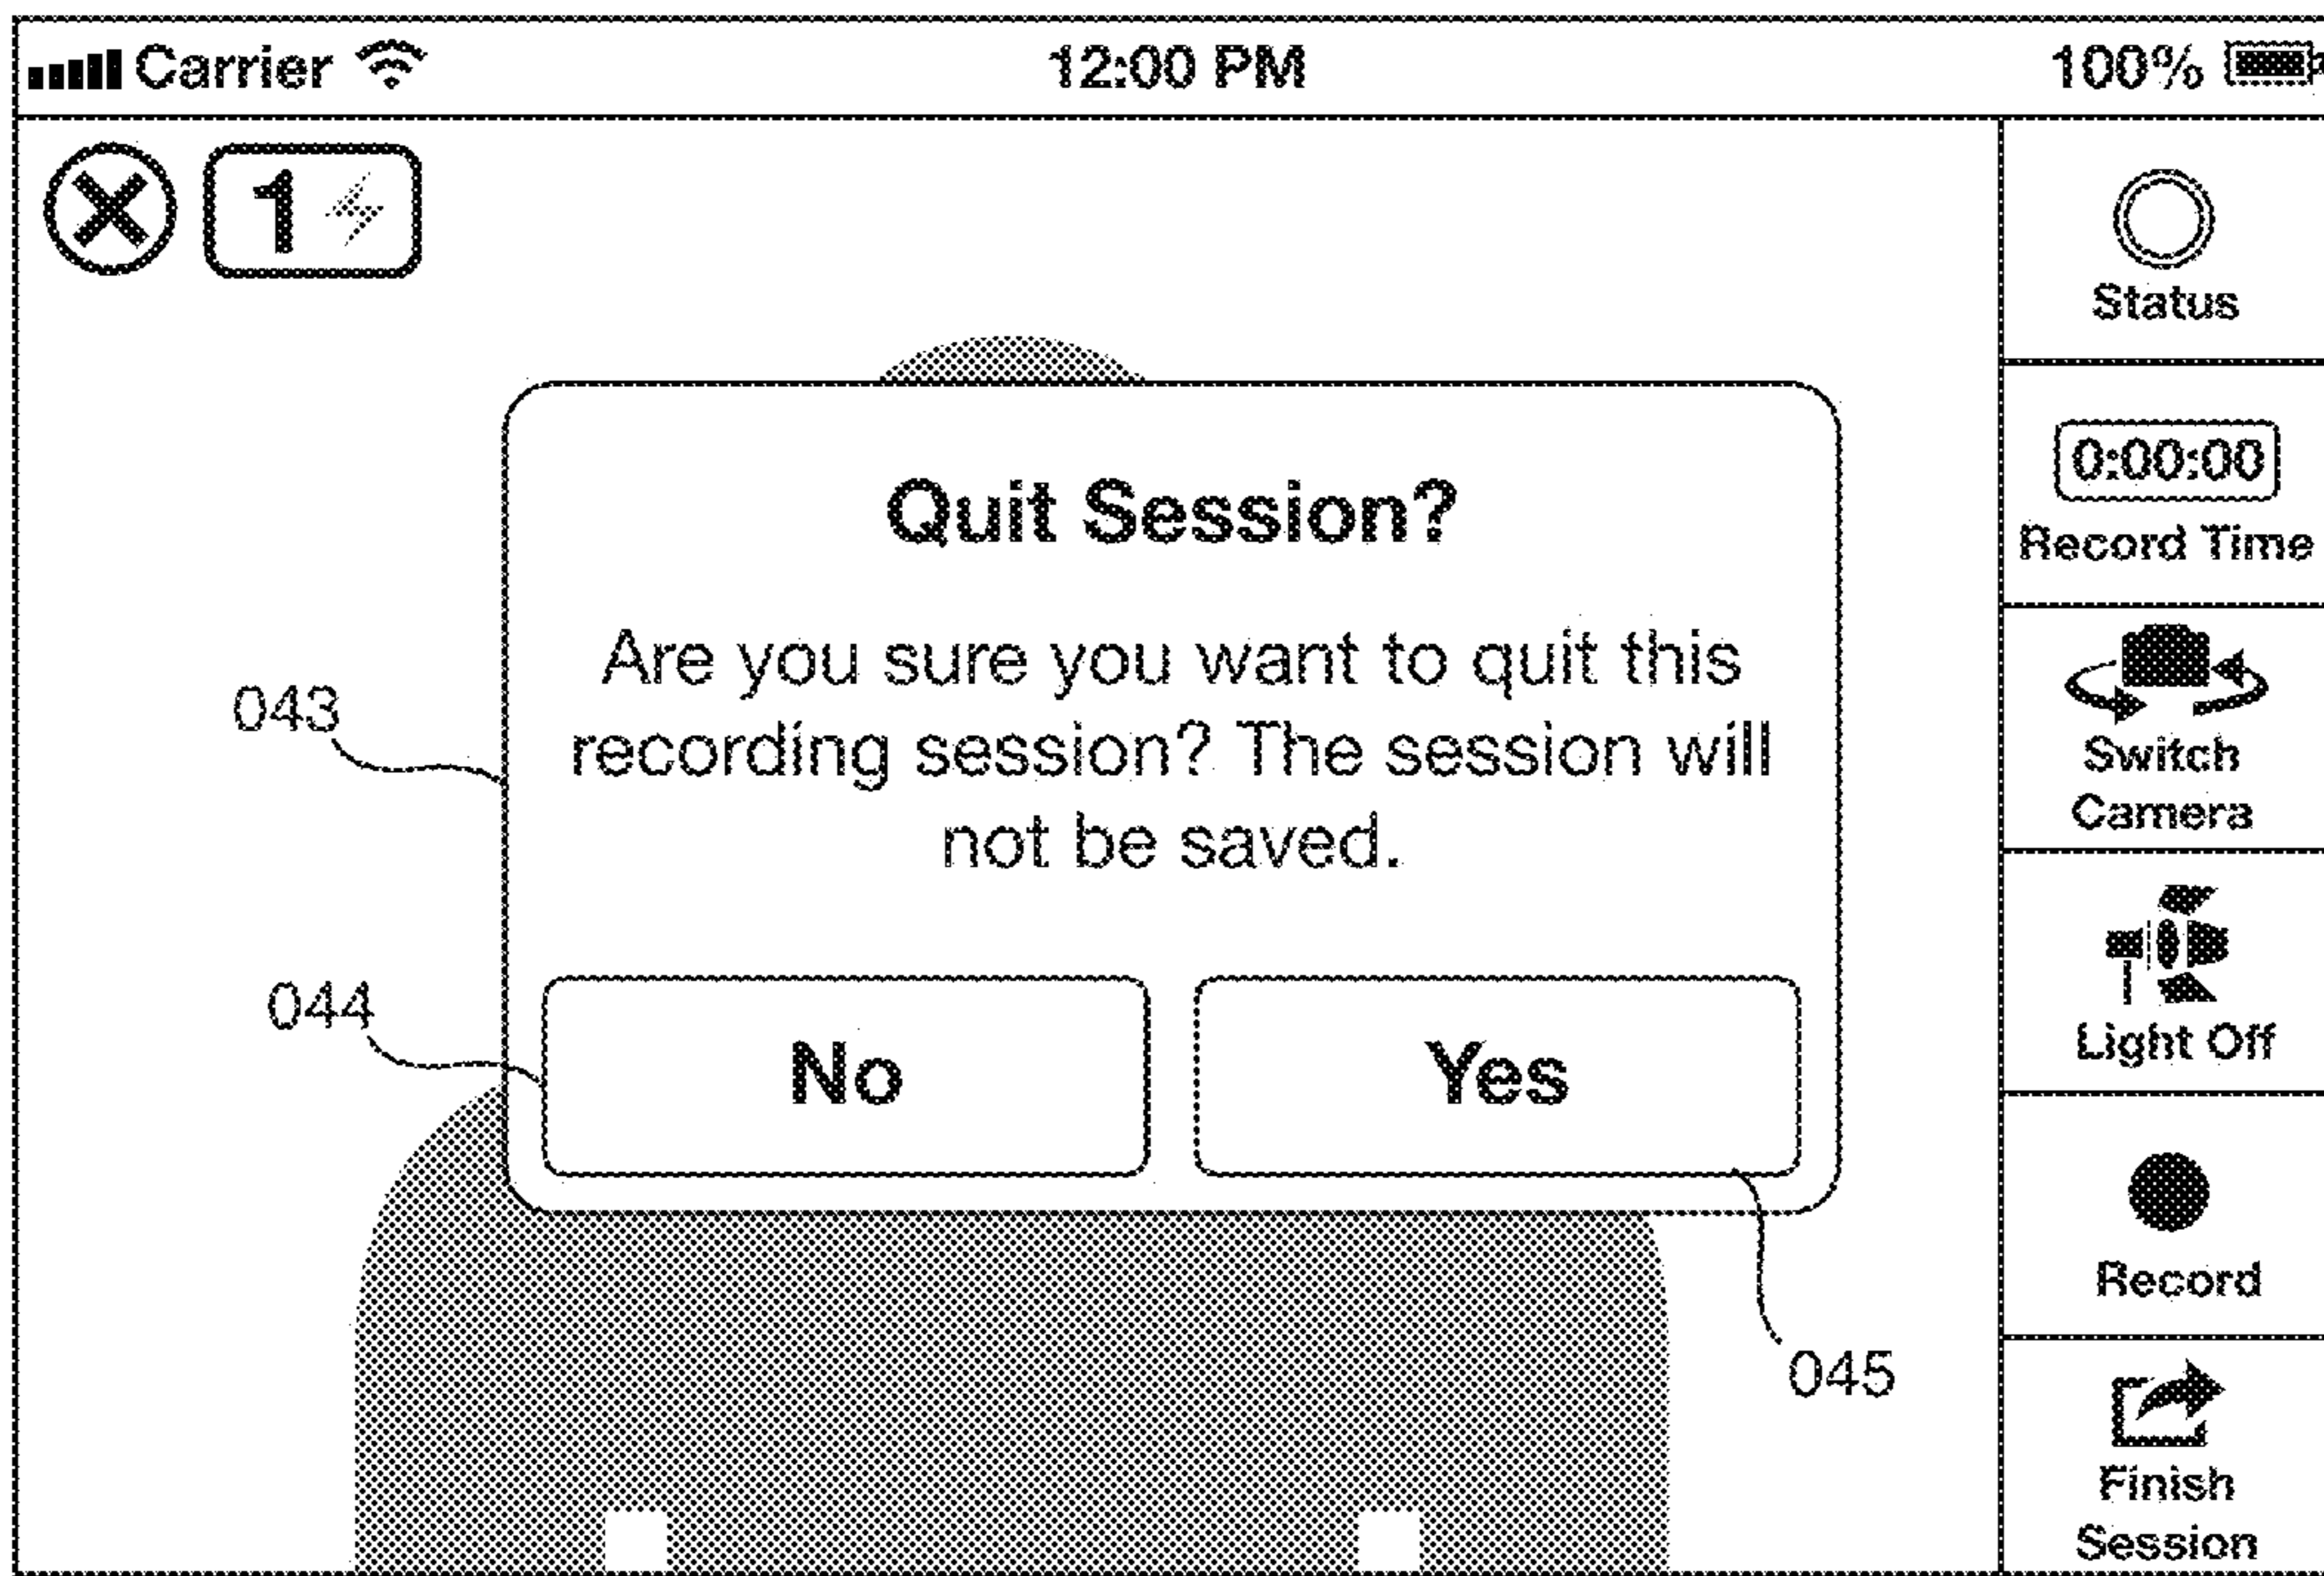 Carrier 12:00 PM 100%
1
Status
0:00:00
Record Time
Switch
Camera
Light Off
Record
Finish
Session
Quit Session?
Are you sure you want to quit this
recording session? The session will
not be saved.
No Yes
043
044
045